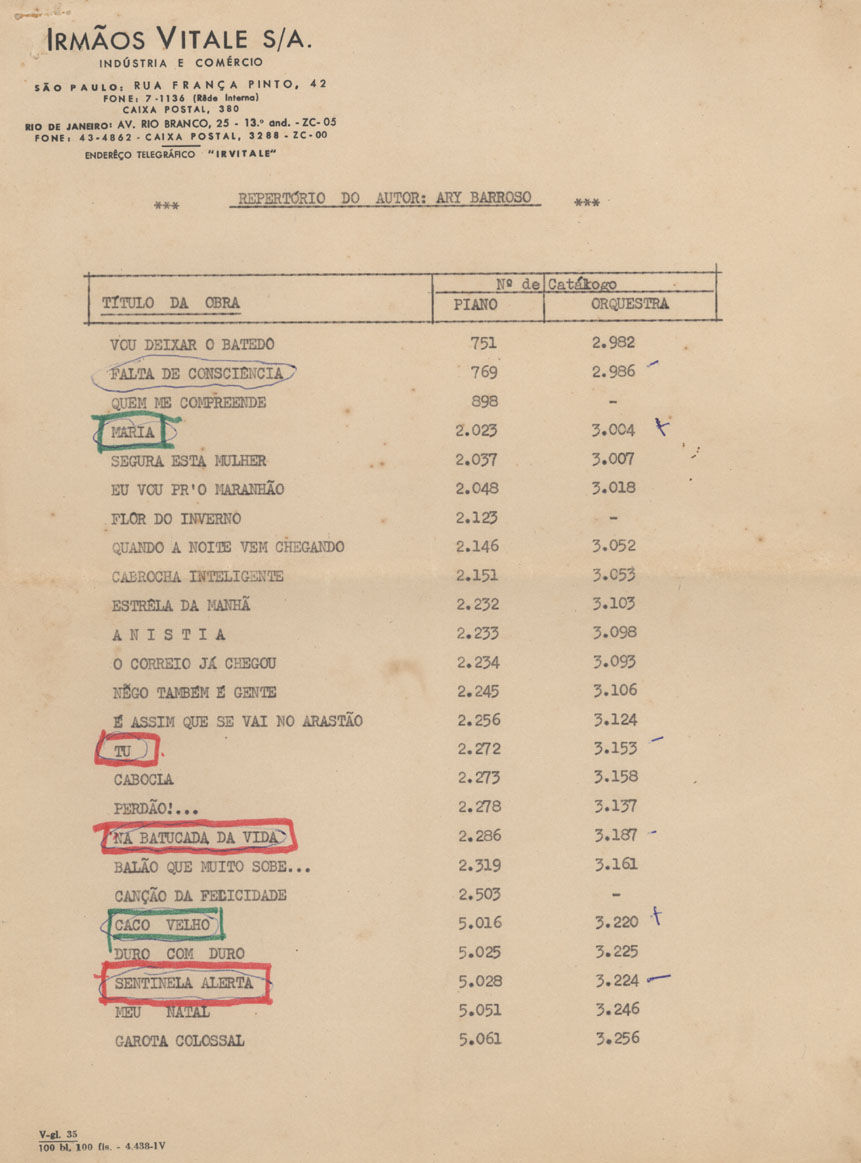 IRMÃOS VITALE S/A.
INDÚSTRIA E COMÉRCIO
SÃO PAULO: RUA FRANÇA PINTO, 42
FONE: 7-1136 (Rêde Interna)
CAIXA POSTAL, 380
RIO DE JANEIRO: AV. RIO BRANCO, 25 - 13.º and. - ZC-05
FONE: 43-4862 - CAIXA POSTAL, 3288 - ZC-00
ENDERÊÇO TELEGRÁFICO "IRVITALE"
*** REPERTÓRIO DO AUTOR: ARY BARROSO ***
Nº de Catálogo
TÍTULO DA OBRA PIANO ORQUESTRA
VOU DEIXAR O BATEDO 751 2.982
FALTA DE CONSCIÊNCIA 769 2.986
QUEM ME COMPREENDE 898 -
MARIA 2.023 3.004 +
SEGURA ESTA MULHER 2.037 3.007
EU VOU PR'O MARANHÃO 2.048 3.018
FLÔR DO INVERNO 2.123 -
QUANDO A NOITE VEM CHEGANDO 2.146 3.052
CABROCHA INTELIGENTE 2.151 3.053
ESTRÊLA DA MANHÃ 2.232 3.103
A N I S T I A 2.233 3.098
O CORREIO JÁ CHEGOU 2.234 3.093
NÊGO TAMBÉM É GENTE 2.245 3.106
É ASSIM QUE SE VAI NO ARASTÃO 2.256 3.124
TU 2.272 3.153
CABOCLA 2.273 3.158
PERDÃO!... 2.278 3.137
NA BATUCADA DA VIDA 2.286 3.187
BALÃO QUE MUITO SOBE... 2.319 3.161
CANÇÃO DA FELICIDADE 2.503 -
CACO VELHO 5.016 3.220 +
DURO COM DURO 5.025 3.225
SENTINELA ALERTA 5.028 3.224
MEU NATAL 5.051 3.246
GAROTA COLOSSAL 5.061 3.256
V-gl. 35
100 bl. 100 fls. - 4.438-IV